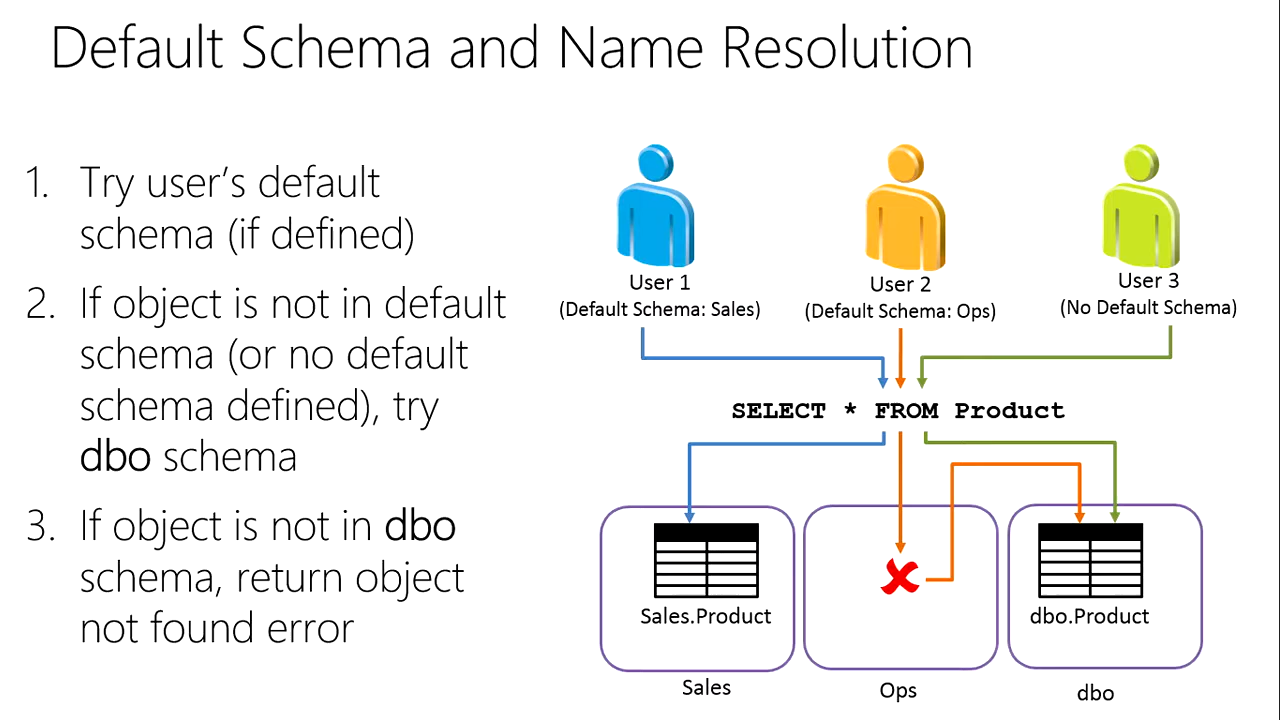 Default Schema and Name Resolution
1. Try user’s default
schema (if defined)
2. If object is not in default
schema (or no default
schema defined), try
dbo schema
3. If object is not in dbo
schema, return object
not found error
User 1
(Default Schema: Sales)
User 2
(Default Schema: Ops)
User 3
(No Default Schema)
SELECT * FROM Product
Sales.Product
dbo.Product
Sales
Ops
dbo